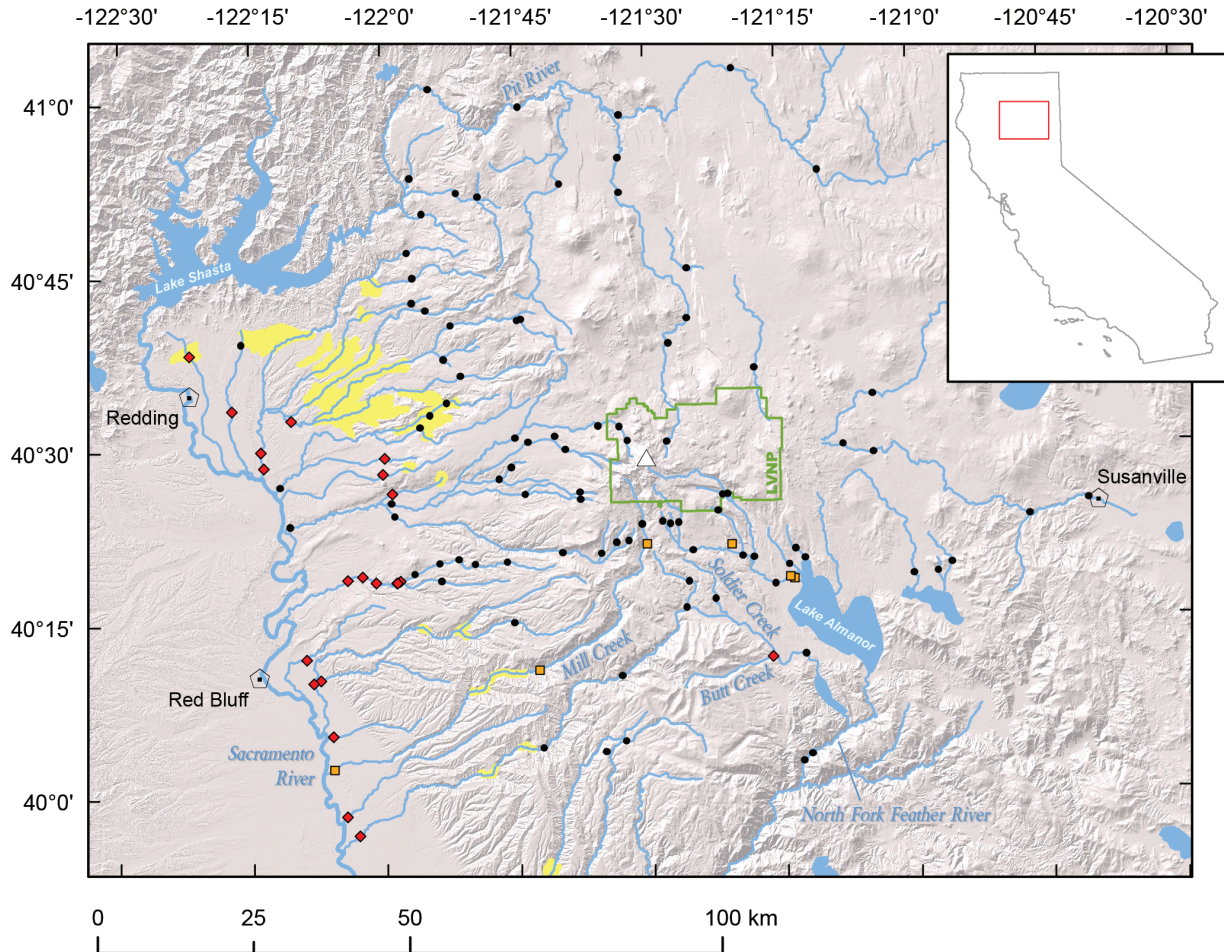 -122°30' -122°15' -122°0' -121°45' -121°30' -121°15' -121°0' -120°45' -120°30'
41°0'
40°45'
40°30'
40°15'
40°0'
Pit River
Lake Shasta
Redding
LVNP
Susanville
Soldier Creek
Lake Almanor
Mill Creek
Butt Creek
Red Bluff
Sacramento
River
North Fork Feather River
0 25 50 100 km